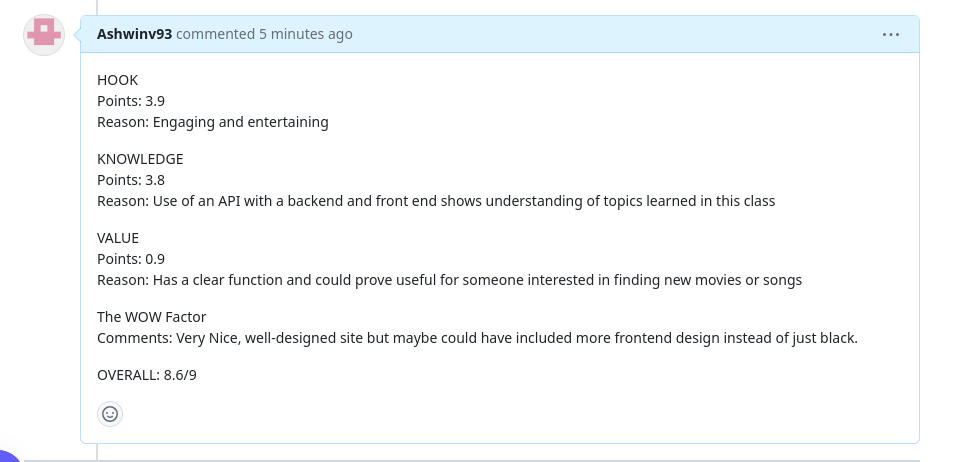 Ashwinv93 commented 5 minutes ago
HOOK
Points: 3.9
Reason: Engaging and entertaining
KNOWLEDGE
Points: 3.8
Reason: Use of an API with a backend and front end shows understanding of topics learned in this class
VALUE
Points: 0.9
Reason: Has a clear function and could prove useful for someone interested in finding new movies or songs
The WOW Factor
Comments: Very Nice, well-designed site but maybe could have included more frontend design instead of just black.
OVERALL: 8.6/9